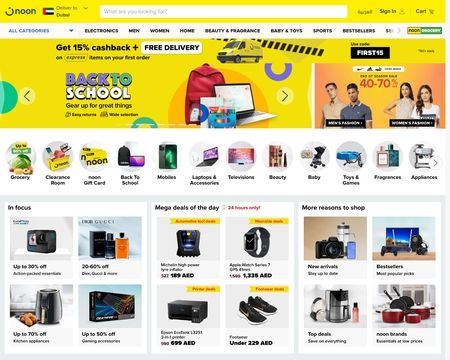 noon
Deliver to
Dubai
What are you looking for?
العربية
Sign in
Cart
ALL CATEGORIES
ELECTRONICS
MEN
WOMEN
HOME
BEAUTY & FRAGRANCE
BABY & TOYS
SPORTS
BESTSELLERS
noon GROCERY
Get 15% cashback + FREE DELIVERY
on express items on your first order
Use code:
FIRST15
BACK TO
SCHOOL
Gear up for great things
Easy returns
Wide selection
END OF SEASON SALE
40-70%
MEN'S FASHION
WOMEN'S FASHION
Grocery
Clearance
Room
noon
noon
Gift Card
Back To
School
Mobiles
Laptops &
Accessories
Televisions
Beauty
Baby
Toys &
Games
Fragrances
Appliances
In focus
Up to 30% off
Action-packed essentials
DIOR GUCCI
20-60% off
Dior, Gucci & more
Up to 70% off
Kitchen appliances
Up to 50% off
Gaming accessories
Mega deals of the day
24 hours only!
Automotive tool deals
Michelin high power
tyre inflator
327 189 AED
Wearable deals
Apple Watch Series 7
GPS 41mm
1,599 1,335 AED
Printer deals
Epson EcoTank L3251
3-in-1 printer
999 699 AED
Footwear deals
Footwear
Under 229 AED
More reasons to shop
New arrivals
Stay up to date
Bestsellers
Most popular products
Top deals
Save on everything
noon brands
Essentials at low prices